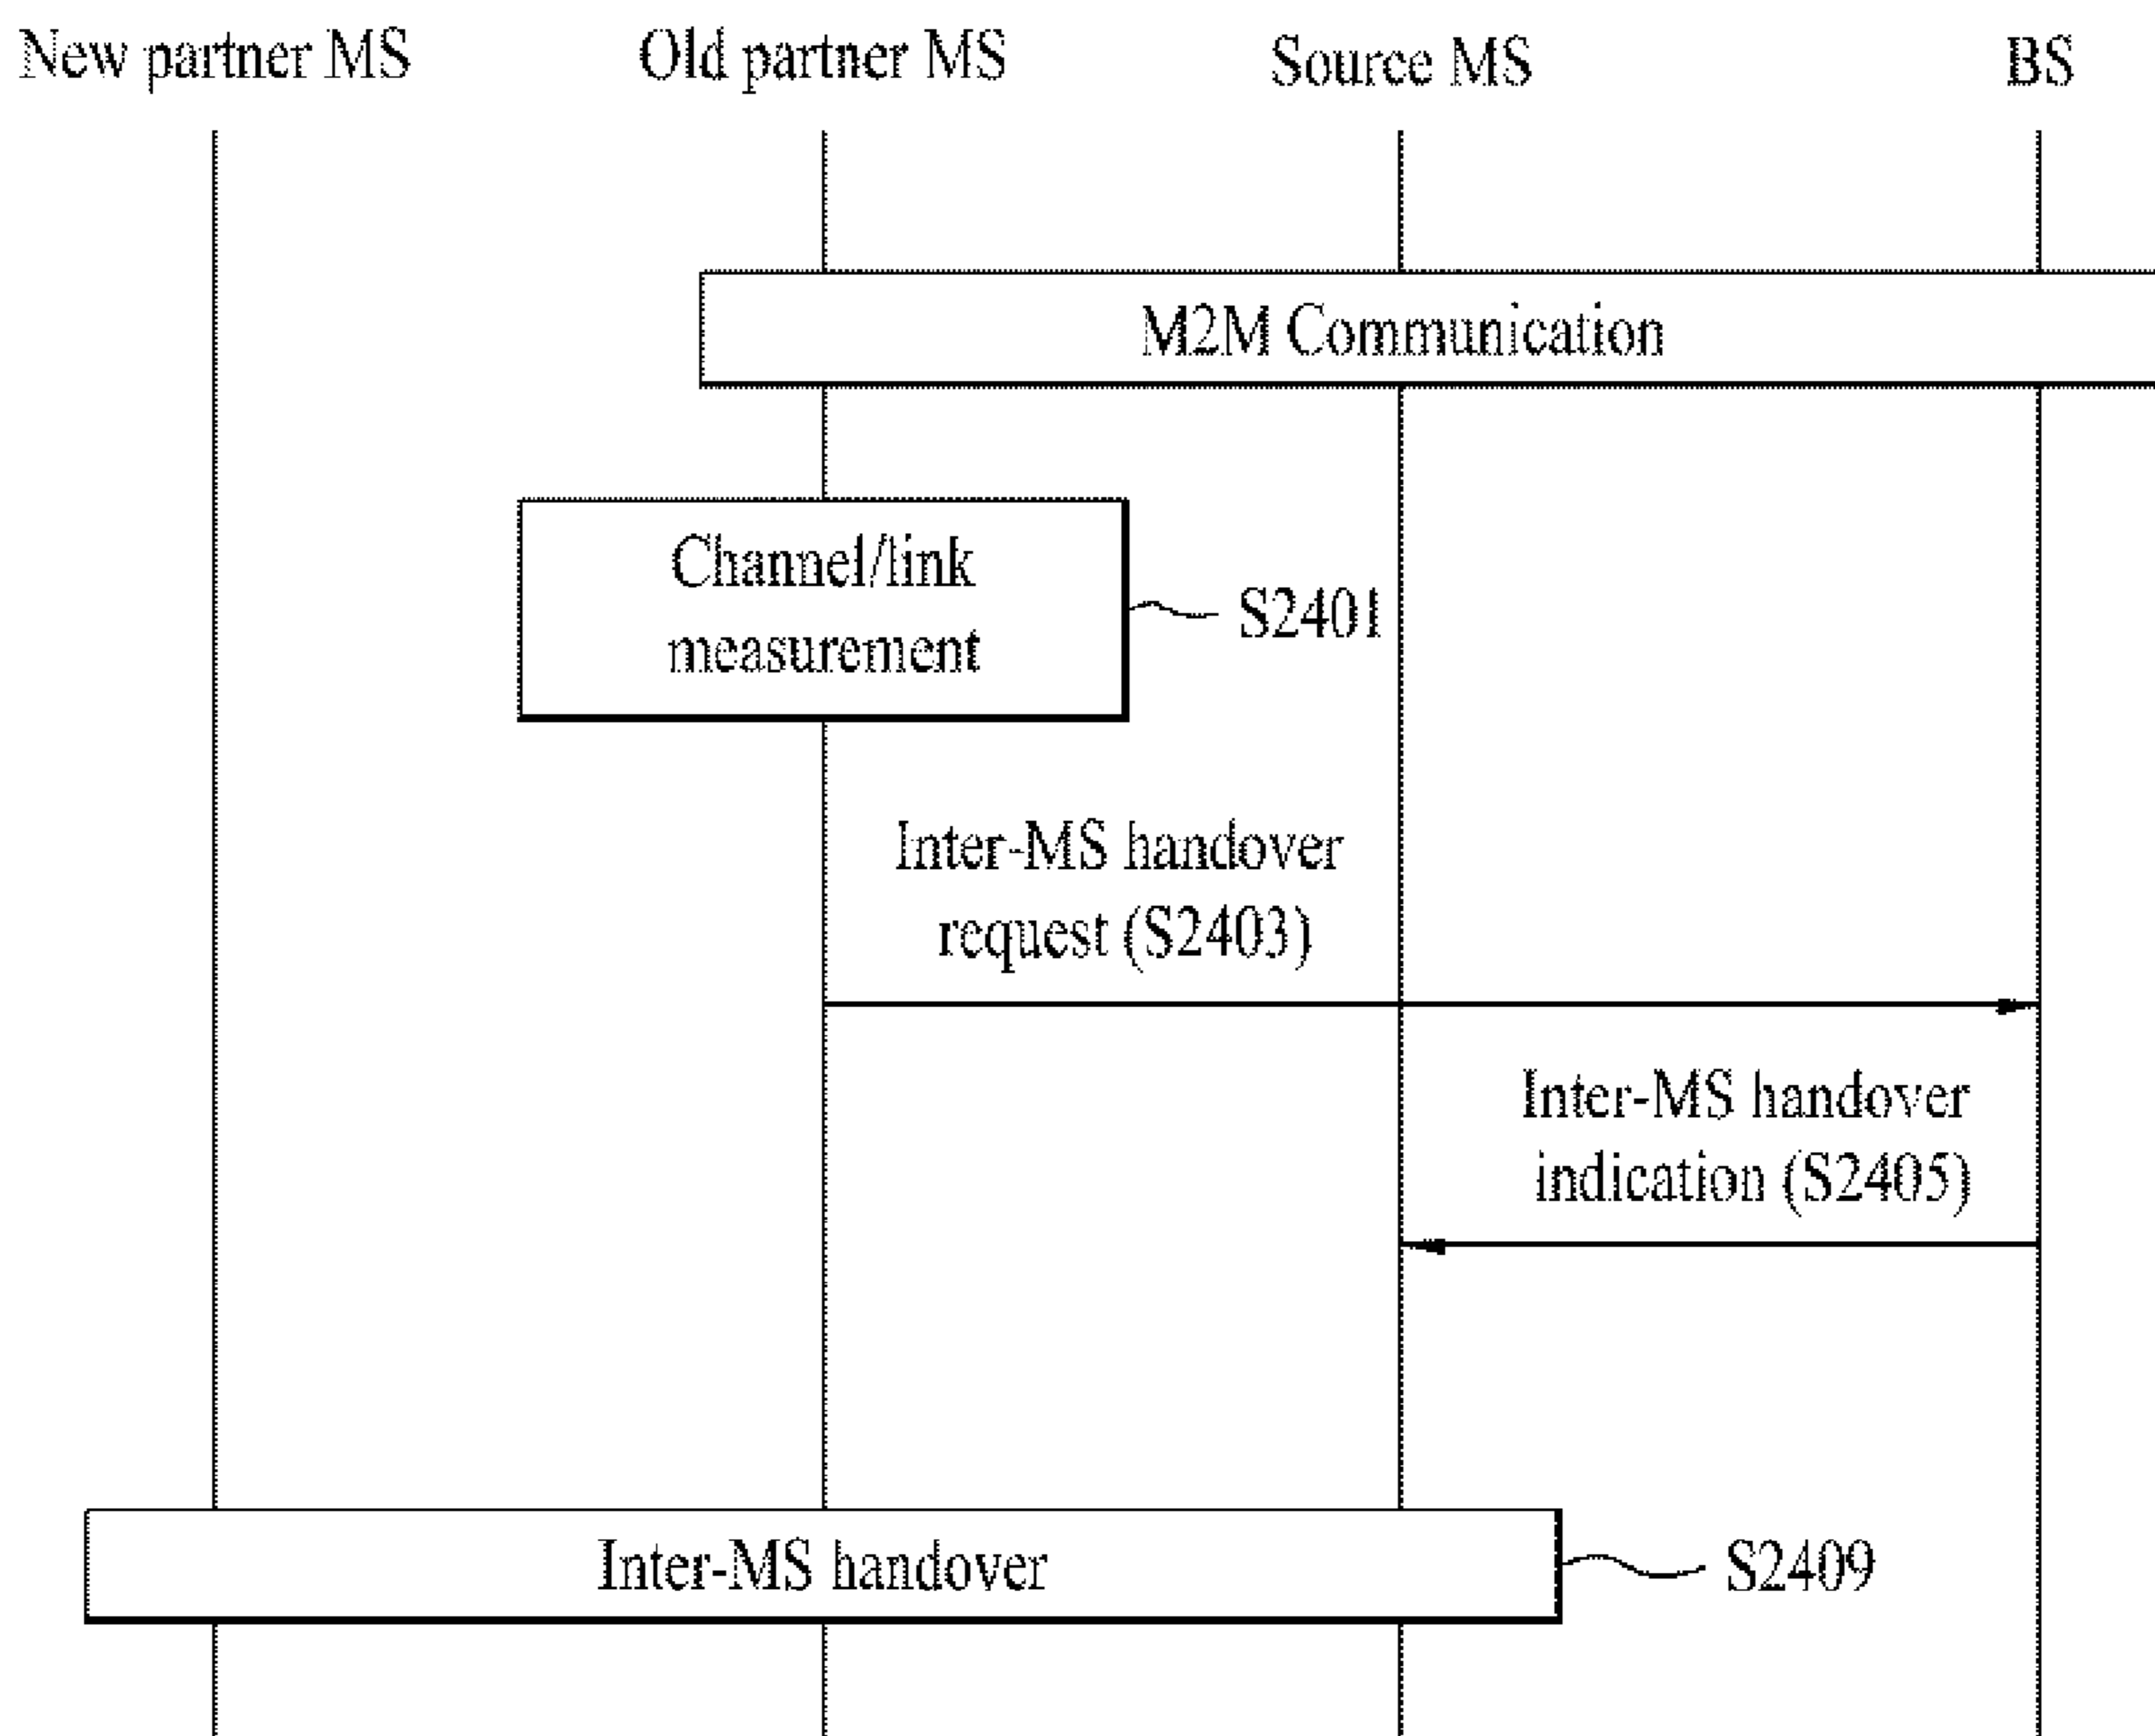 New partner MS
Old partner MS
Source MS
BS
M2M Communication
Channel/link
measurement
S2401
Inter-MS handover
request (S2403)
Inter-MS handover
indication (S2405)
Inter-MS handover
S2409